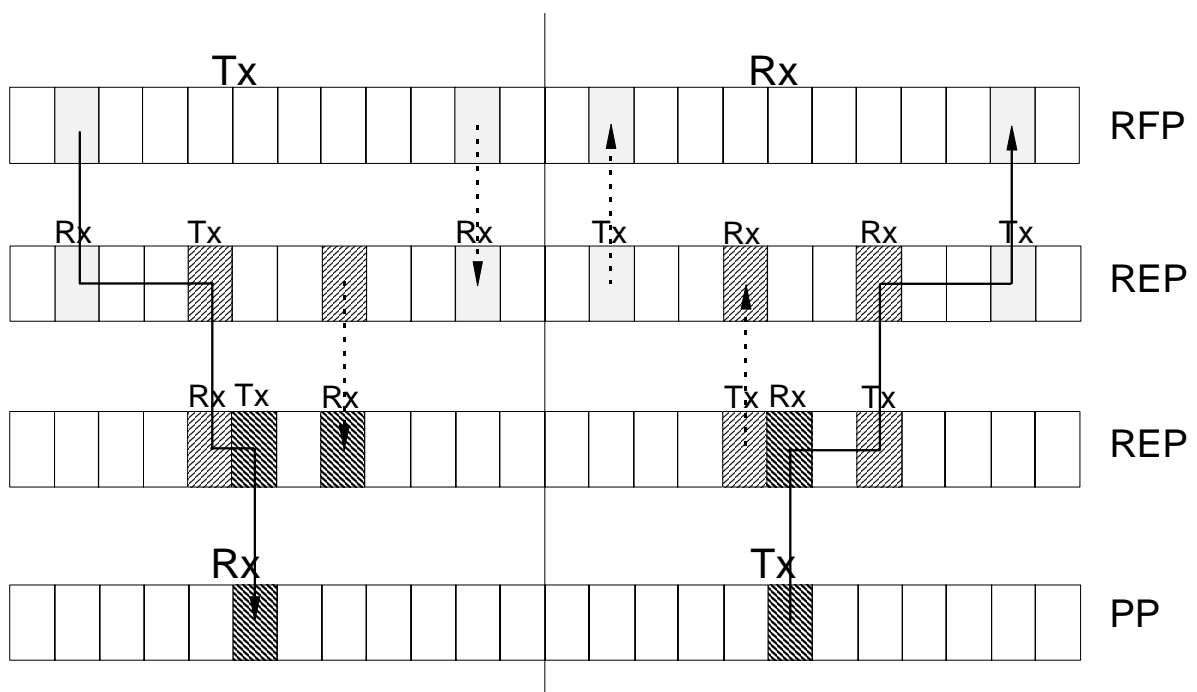 Tx Rx
RFP
Rx Tx Rx Tx Rx Rx Tx
REP
Rx Tx Rx Tx Rx Tx
REP
Rx Tx
PP